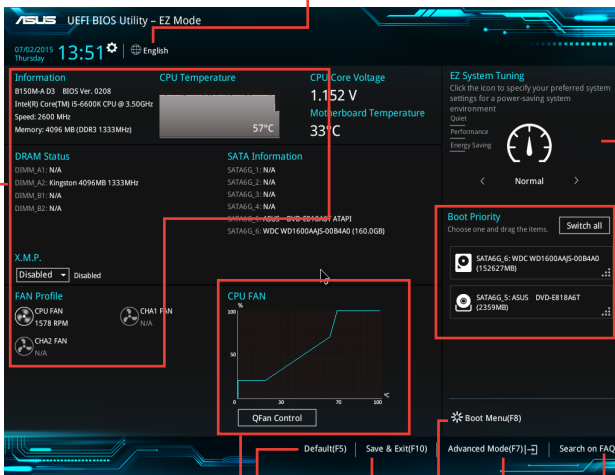 ASUS UEFI BIOS Utility – EZ Mode
07/02/2015 Thursday 13:51 English
Information
B150M-A D3 BIOS Ver. 0208
Intel(R) Core(TM) i5-6600K CPU @ 3.50GHz
Speed: 2600 MHz
Memory: 4096 MB (DDR3 1333MHz)
CPU Temperature
57°C
CPU Core Voltage
1.152 V
Motherboard Temperature
33°C
EZ System Tuning
Click the icon to specify your preferred system
settings for a power-saving system
environment
Quiet
Performance
Energy Saving
< Normal >
DRAM Status
DIMM_A1: N/A
DIMM_A2: Kingston 4096MB 1333MHz
DIMM_B1: N/A
DIMM_B2: N/A
SATA Information
SATA6G_1: N/A
SATA6G_2: N/A
SATA6G_3: N/A
SATA6G_4: N/A
SATA6G_5: ASUS DVD-E818A6T ATAPI
SATA6G_6: WDC WD1600AAJS-00B4A0 (160.0GB)
Boot Priority
Choose one and drag the items.
Switch all
SATA6G_6: WDC WD1600AAJS-00B4A0
(152627MB)
SATA6G_5: ASUS DVD-E818A6T
(2359MB)
X.M.P.
Disabled Disabled
FAN Profile
CPU FAN
1578 RPM
CHA1 FAN
N/A
CHA2 FAN
N/A
CPU FAN
%
100
50
0 30 70 100
°C
QFan Control
Boot Menu(F8)
Default(F5) Save & Exit(F10) Advanced Mode(F7) Search on FAQ